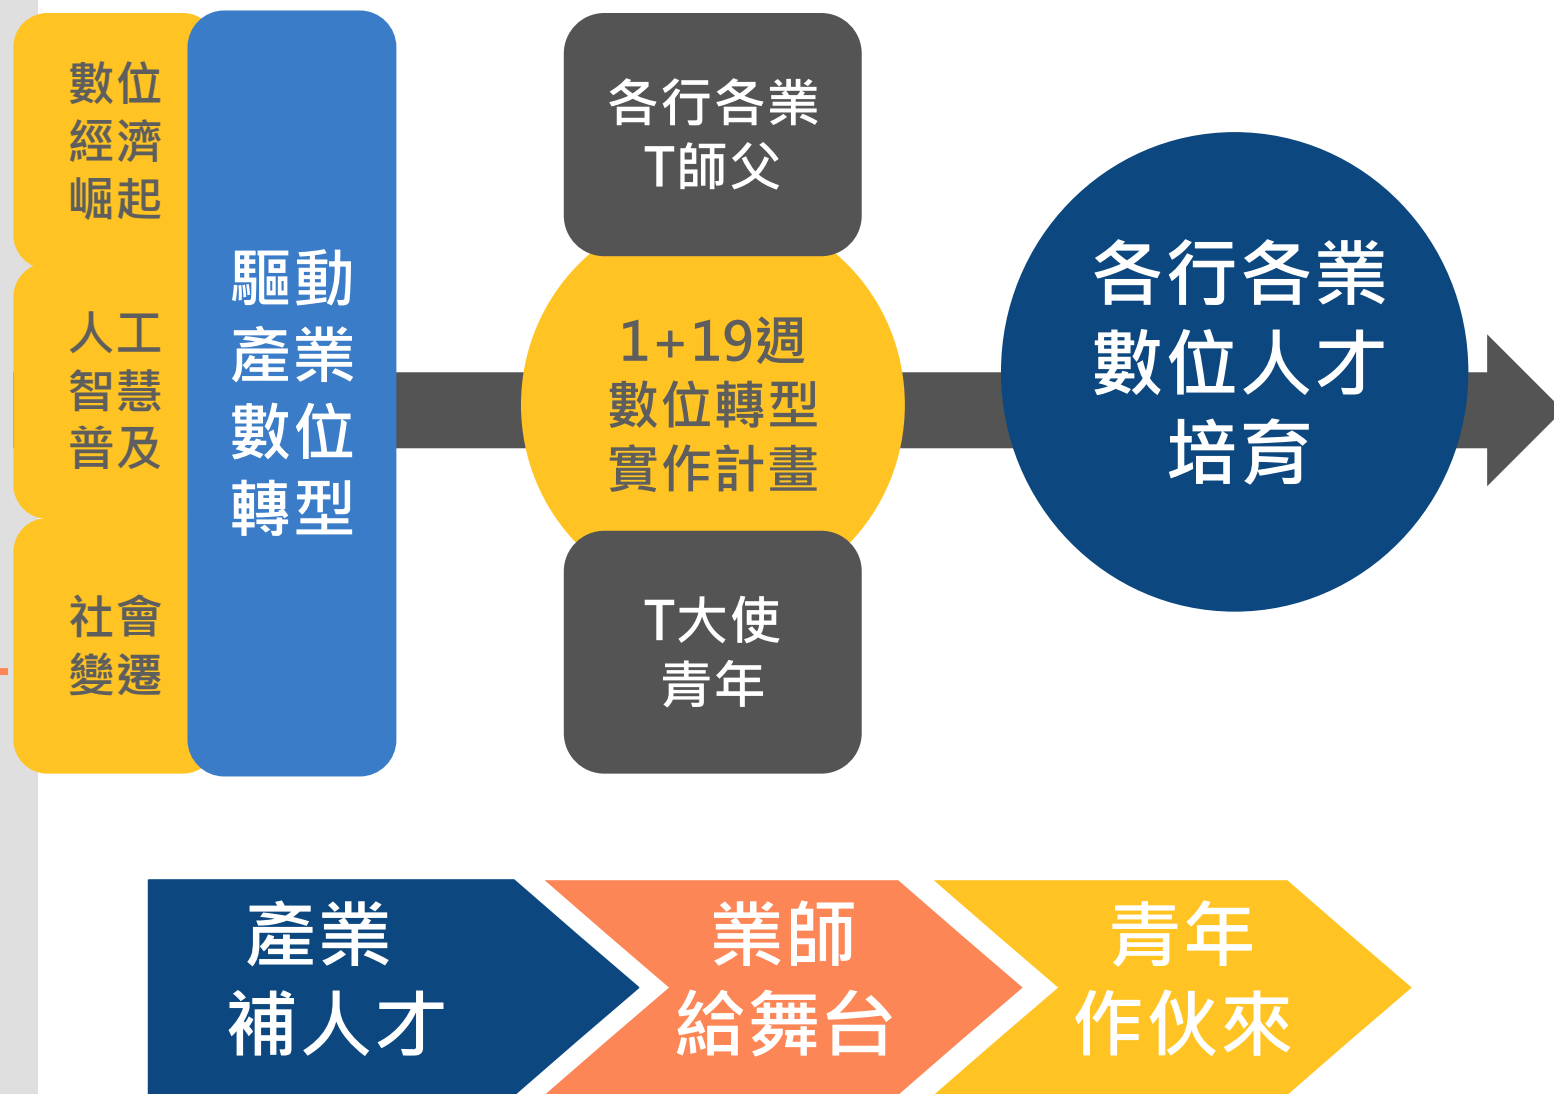 數位
經濟
崛起
人工
智慧
普及
社會
變遷
驅動
產業
數位
轉型
各行各業
T師父
1+19週
數位轉型
實作計畫
T大使
青年
各行各業
數位人才
培育
產業
補人才
業師
給舞台
青年
作伙來